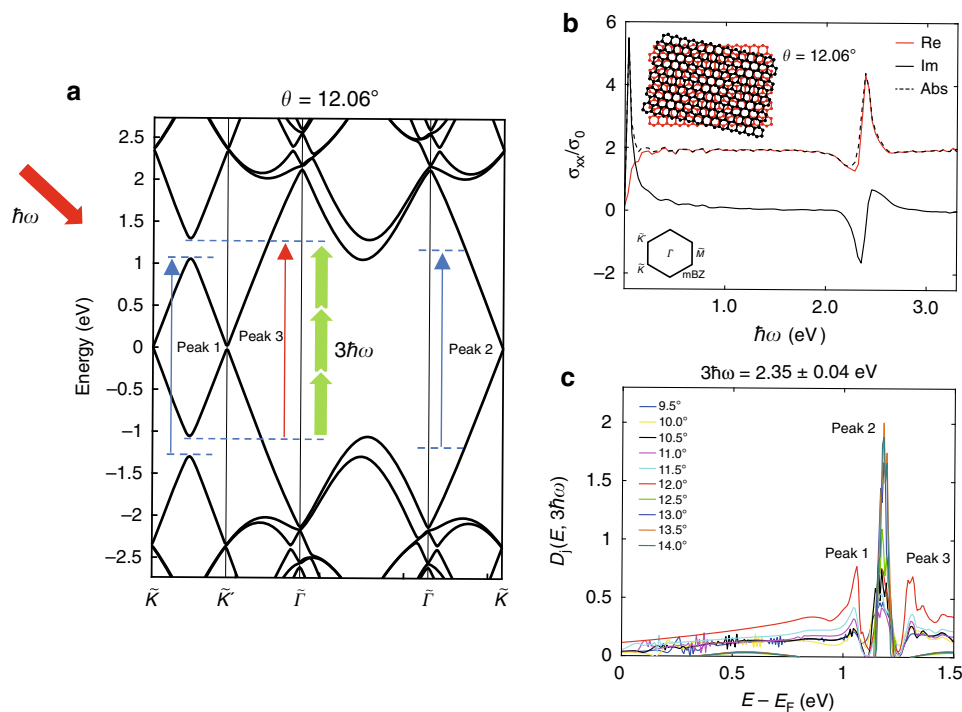 a
θ = 12.06°
ħω
Energy (eV)
2.5
2
1.5
1
0.5
0
−0.5
−1
−1.5
−2
−2.5
Peak 1
Peak 3
3ħω
Peak 2
K̃ K̃′ Γ̃ Γ̃ K̃
b
θ = 12.06°
Re
Im
Abs
σxx/σ0
6
4
2
0
−2
K̃′
Γ̃
M̃
K̃
mBZ
1.0 2.0 3.0
ħω (eV)
c
3ħω = 2.35 ± 0.04 eV
Dj(E, 3ħω)
2
1.5
1
0.5
0
9.5°
10.0°
10.5°
11.0°
11.5°
12.0°
12.5°
13.0°
13.5°
14.0°
Peak 2
Peak 1
Peak 3
0 0.5 1 1.5
E – EF (eV)